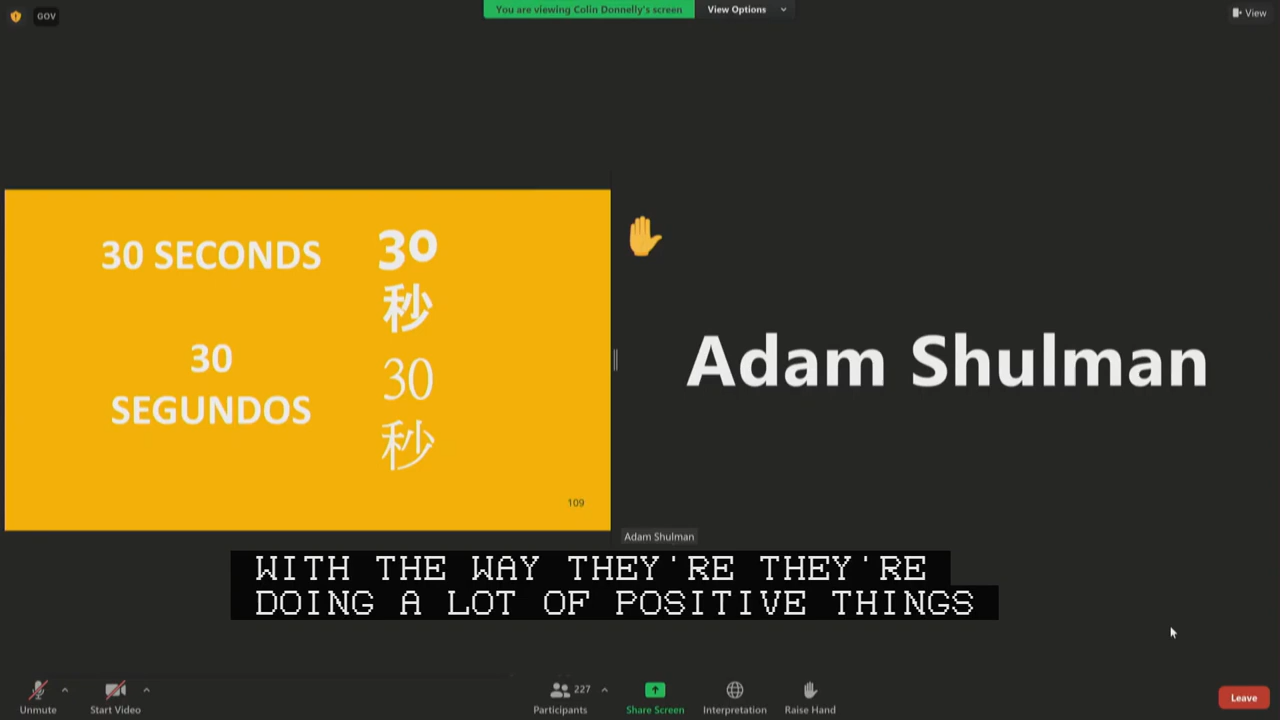 GOV
You are viewing Colin Donnelly's screen
View Options
View
30 SECONDS
30
SEGUNDOS
30
秒
30
秒
109
Adam Shulman
Adam Shulman
WITH THE WAY THEY'RE THEY'RE
DOING A LOT OF POSITIVE THINGS
Unmute
Start Video
227
Participants
Share Screen
Interpretation
Raise Hand
Leave